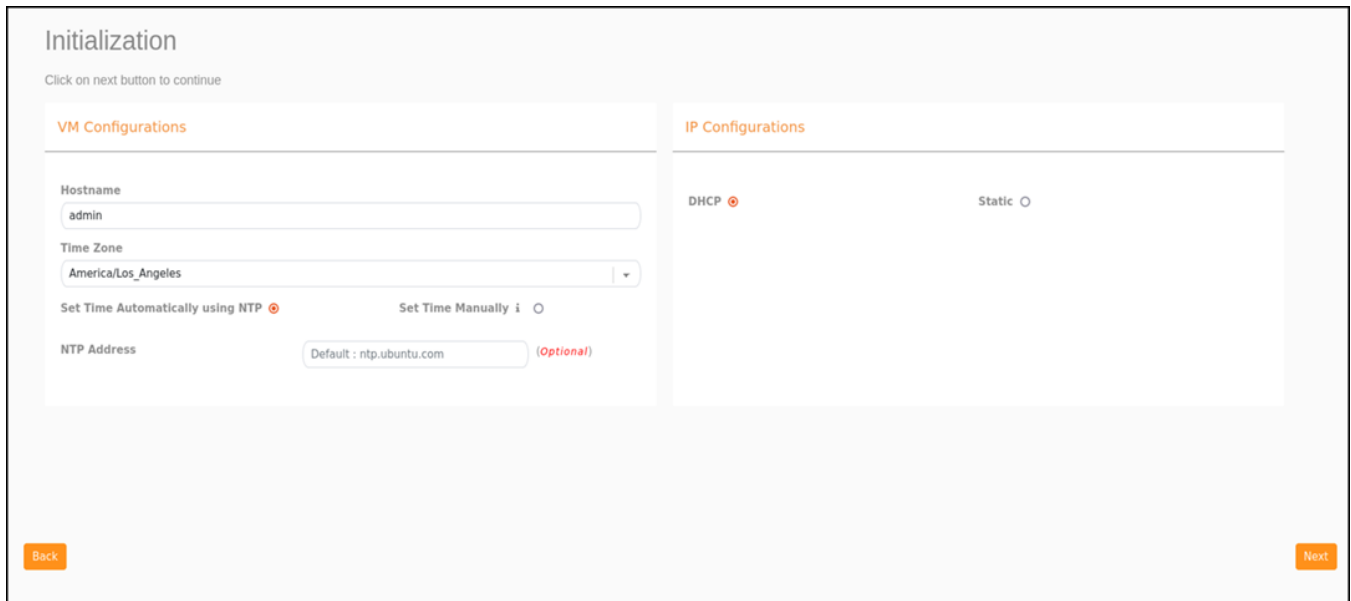 Initialization
Click on next button to continue
VM Configurations
Hostname
admin
Time Zone
America/Los_Angeles
Set Time Automatically using NTP
Set Time Manually i
NTP Address
Default : ntp.ubuntu.com
(Optional)
IP Configurations
DHCP
Static
Back
Next